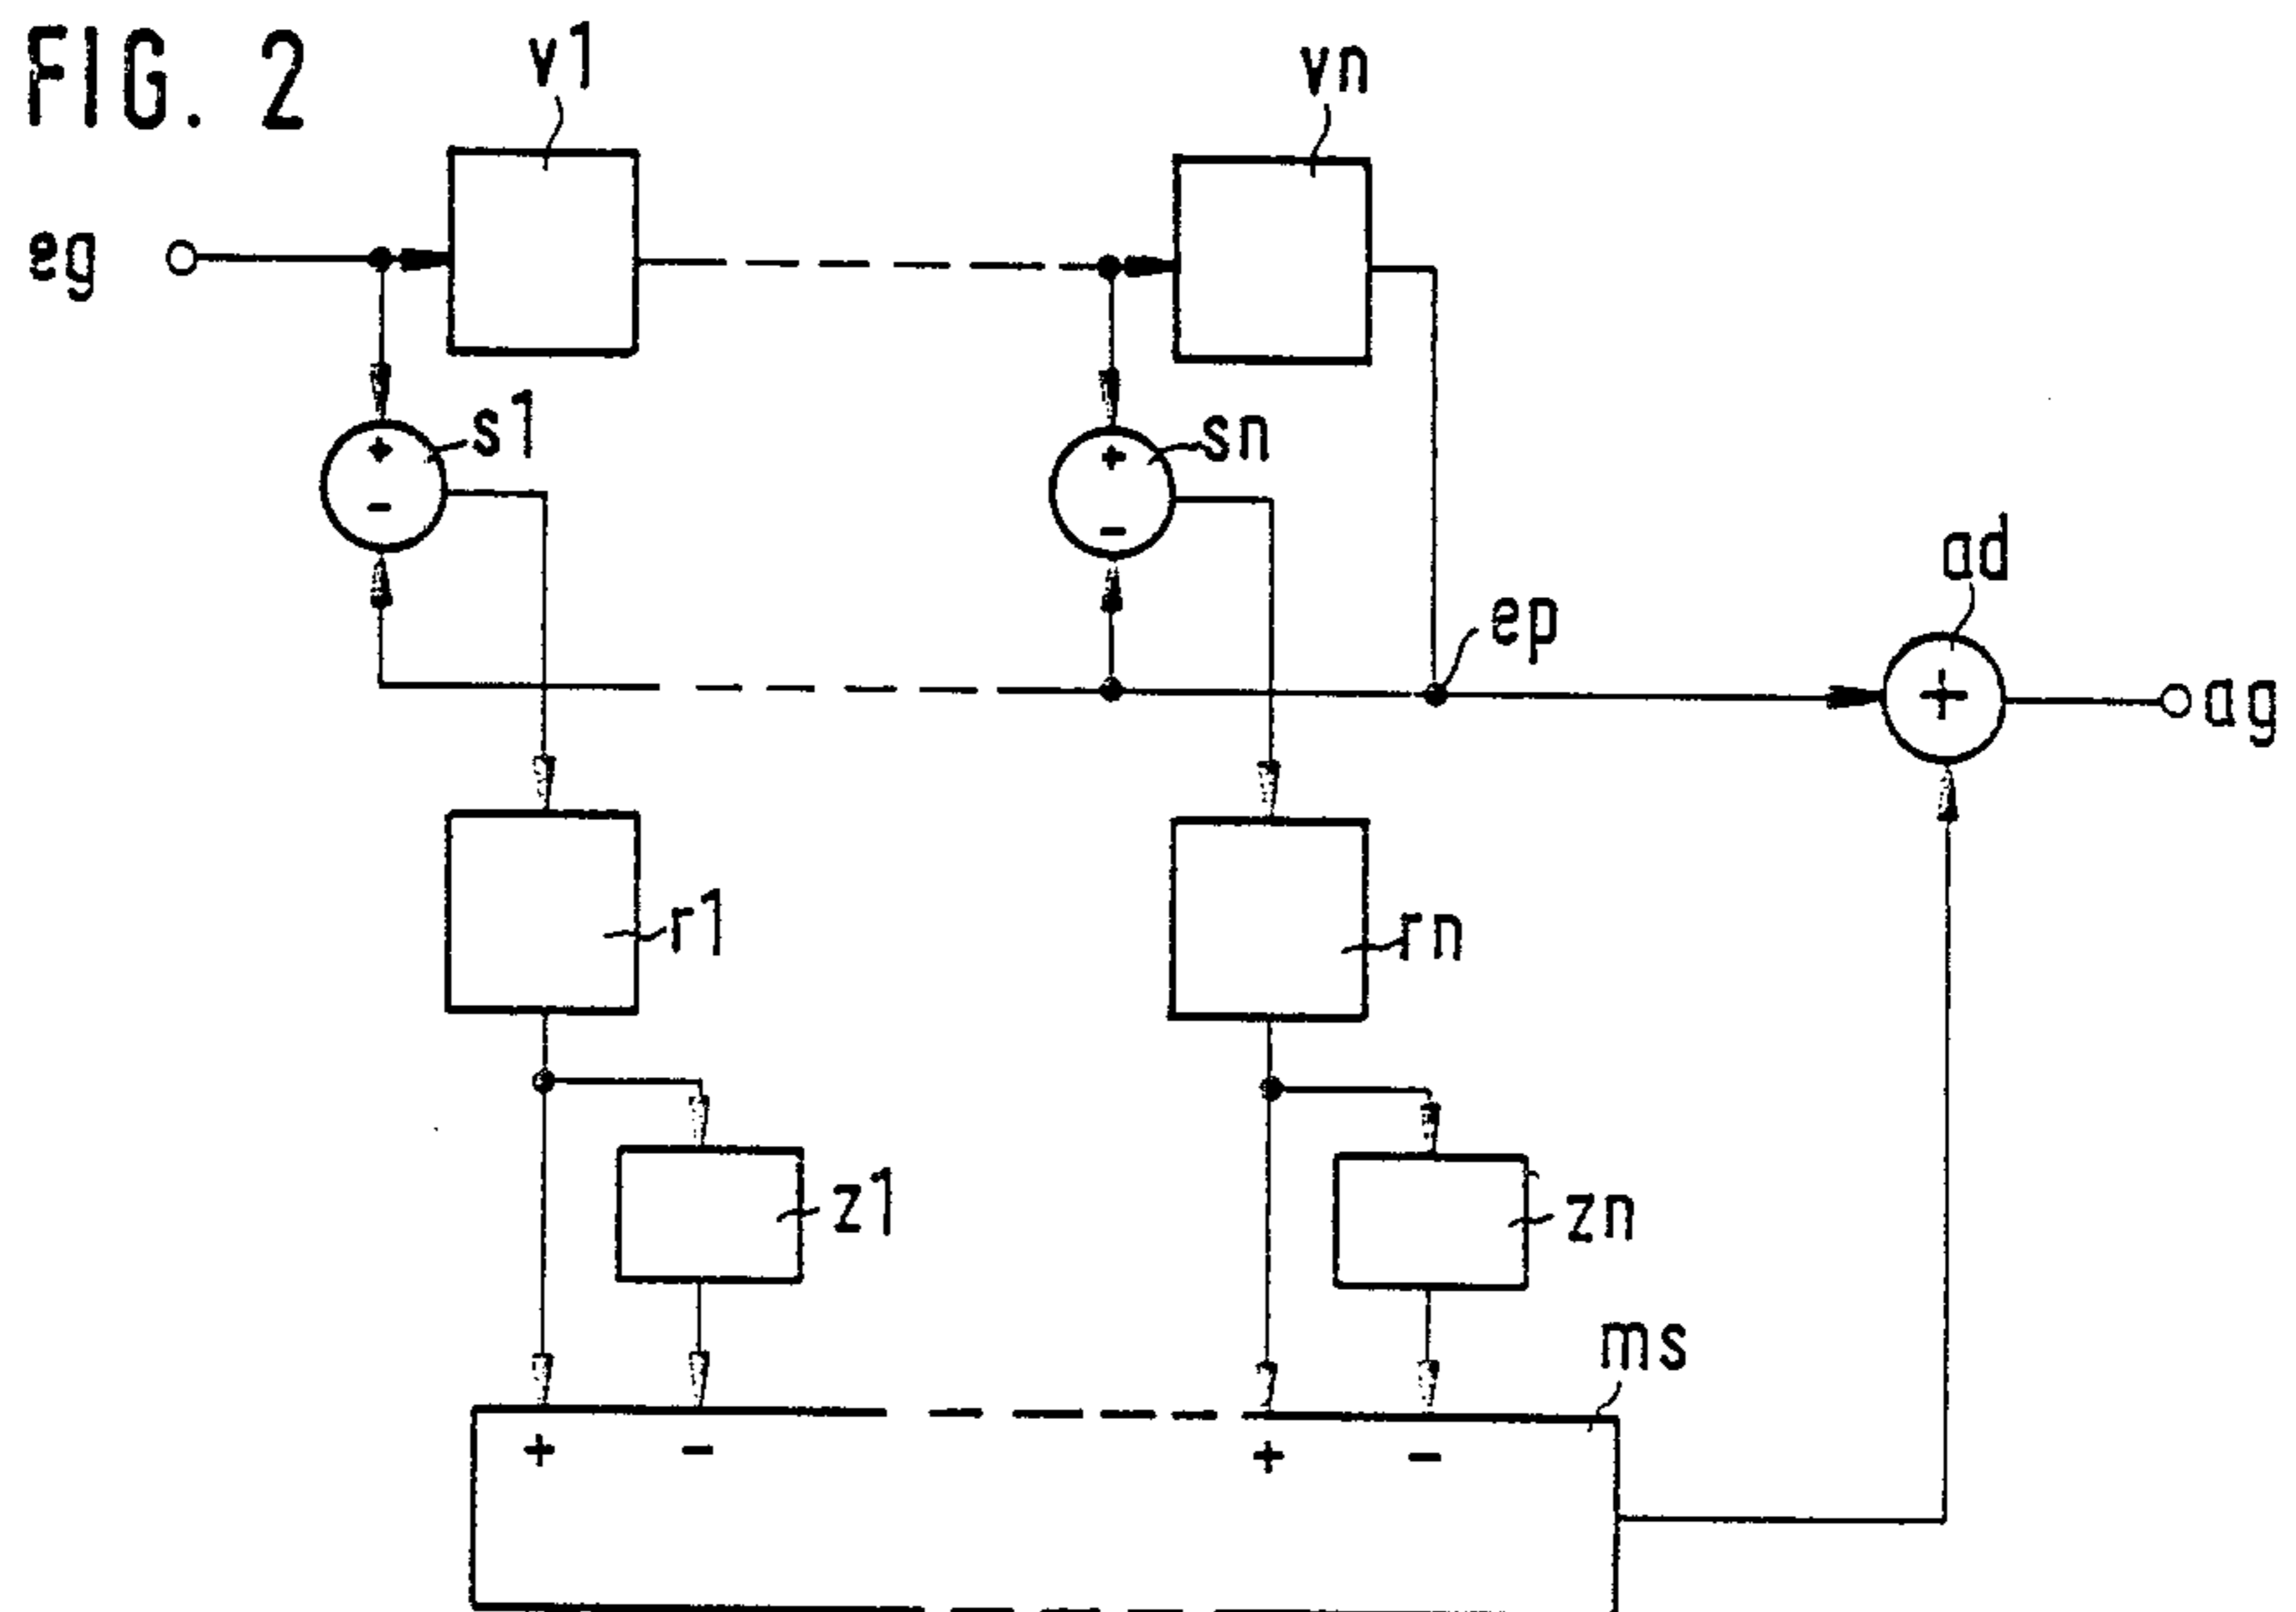 FIG. 2
v1
vn
eg
s1
+
-
sn
+
-
ep
ad
+
ag
r1
rn
z1
zn
ms
+ - + -